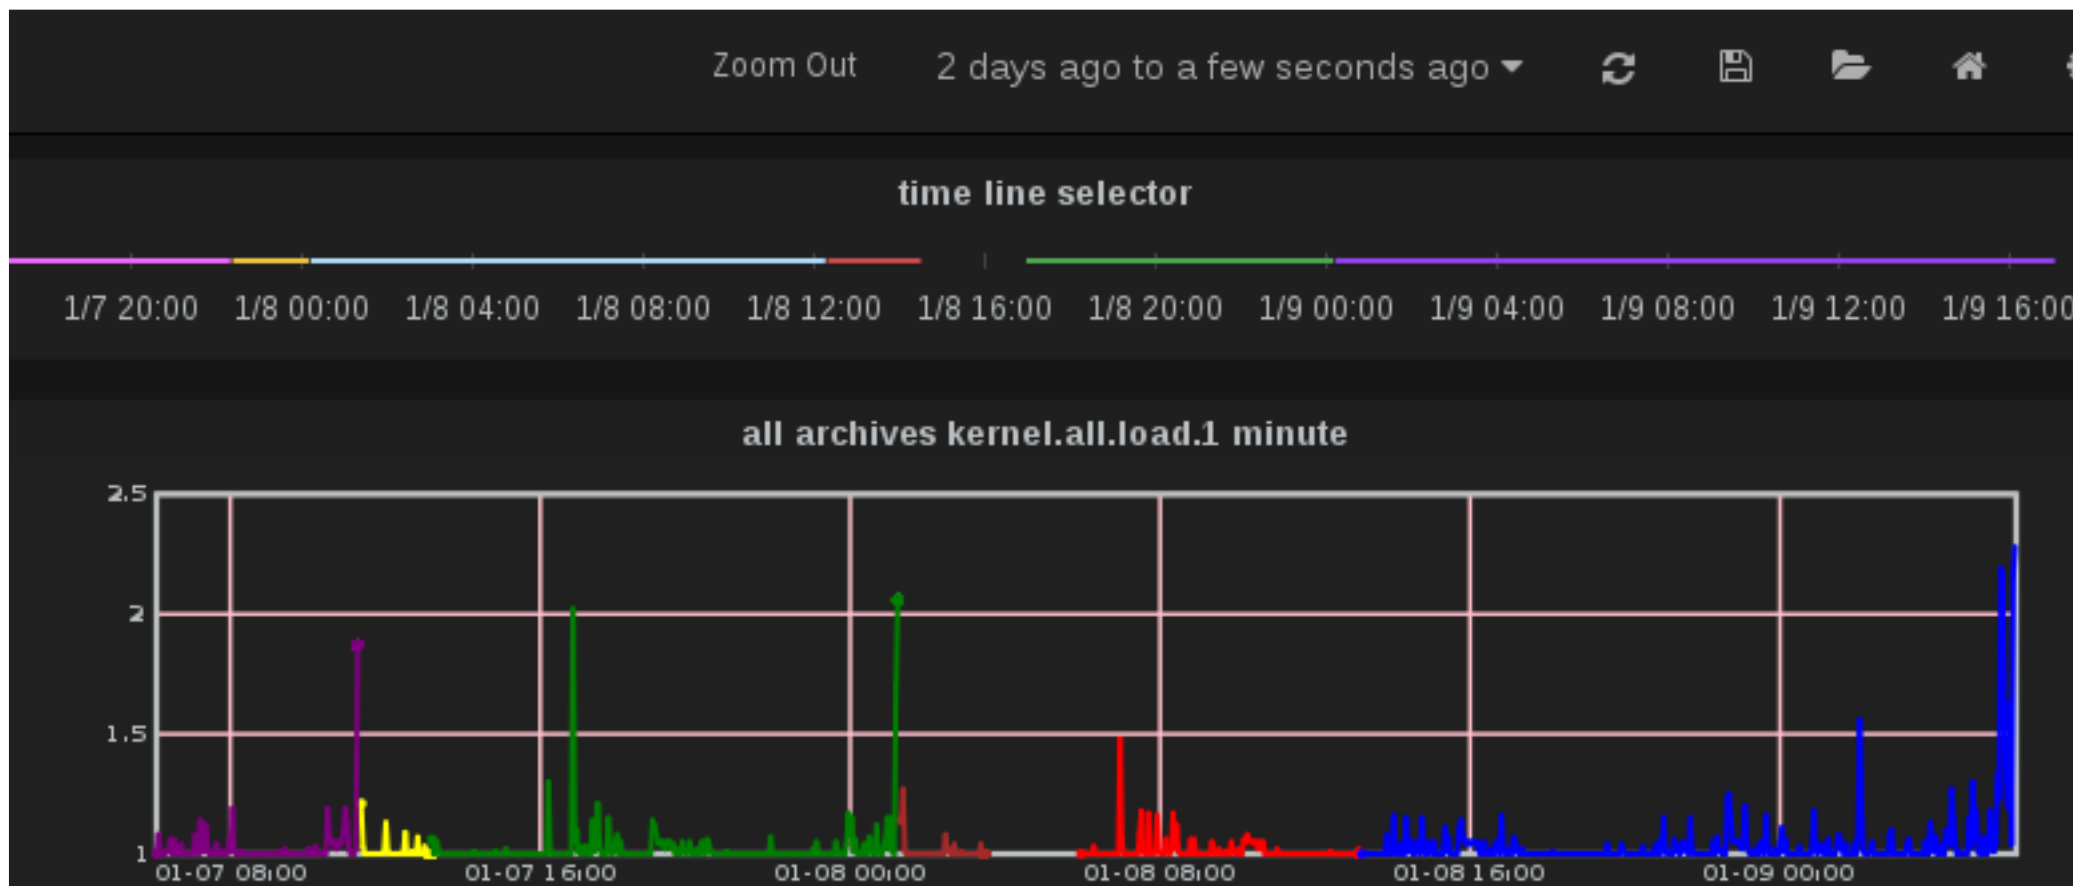 Zoom Out 2 days ago to a few seconds ago
time line selector
1/7 20:00 1/8 00:00 1/8 04:00 1/8 08:00 1/8 12:00 1/8 16:00 1/8 20:00 1/9 00:00 1/9 04:00 1/9 08:00 1/9 12:00 1/9 16:00
all archives kernel.all.load.1 minute
2.5
2
1.5
1
01-07 08:00 01-07 16:00 01-08 00:00 01-08 08:00 01-08 16:00 01-09 00:00